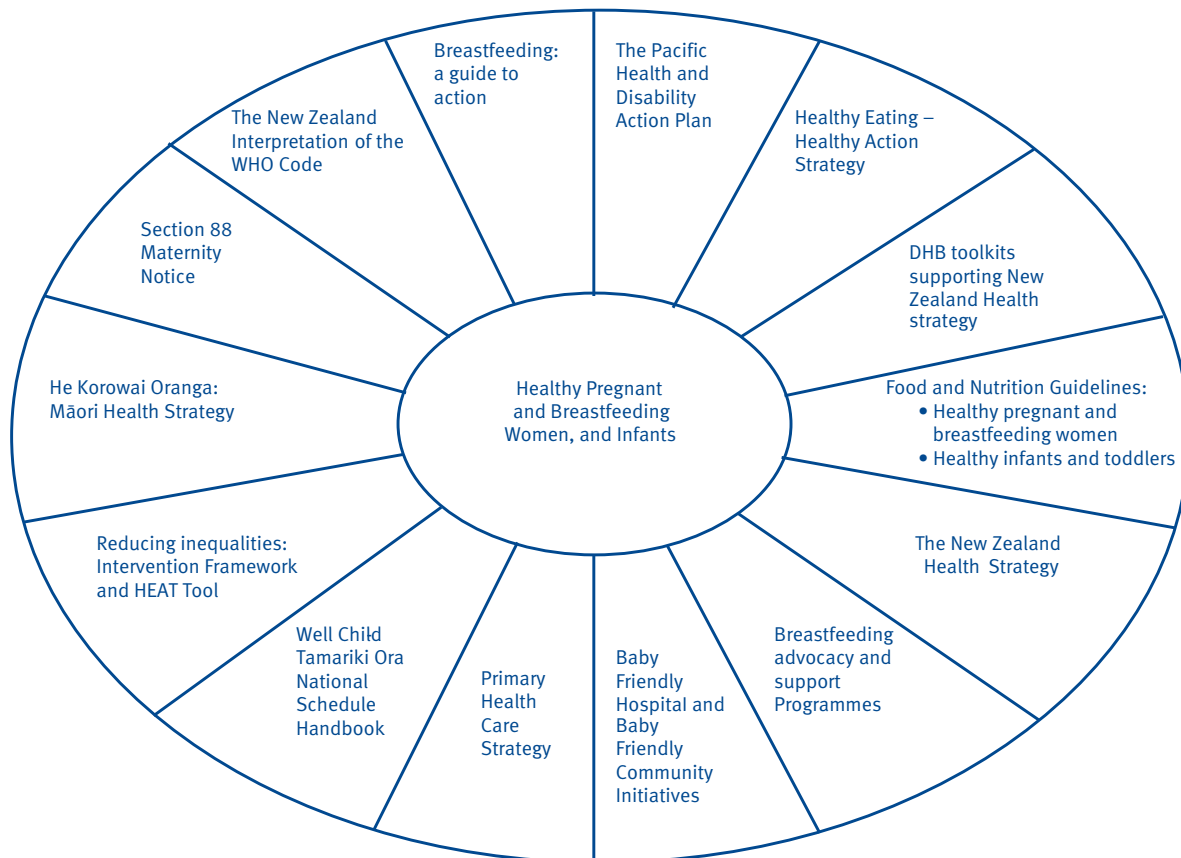 Breastfeeding:
a guide to
action
The Pacific
Health and
Disability
Action Plan
Healthy Eating –
Healthy Action
Strategy
DHB toolkits
supporting New
Zealand Health
strategy
Food and Nutrition Guidelines:
• Healthy pregnant and
breastfeeding women
• Healthy infants and toddlers
The New Zealand
Health Strategy
Breastfeeding
advocacy and
support
Programmes
Baby
Friendly
Hospital and
Baby
Friendly
Community
Initiatives
Primary
Health
Care
Strategy
Well Child
Tamariki Ora
National
Schedule
Handbook
Reducing inequalities:
Intervention Framework
and HEAT Tool
He Korowai Oranga:
Māori Health Strategy
Section 88
Maternity
Notice
The New Zealand
Interpretation of the
WHO Code
Healthy Pregnant
and Breastfeeding
Women, and Infants